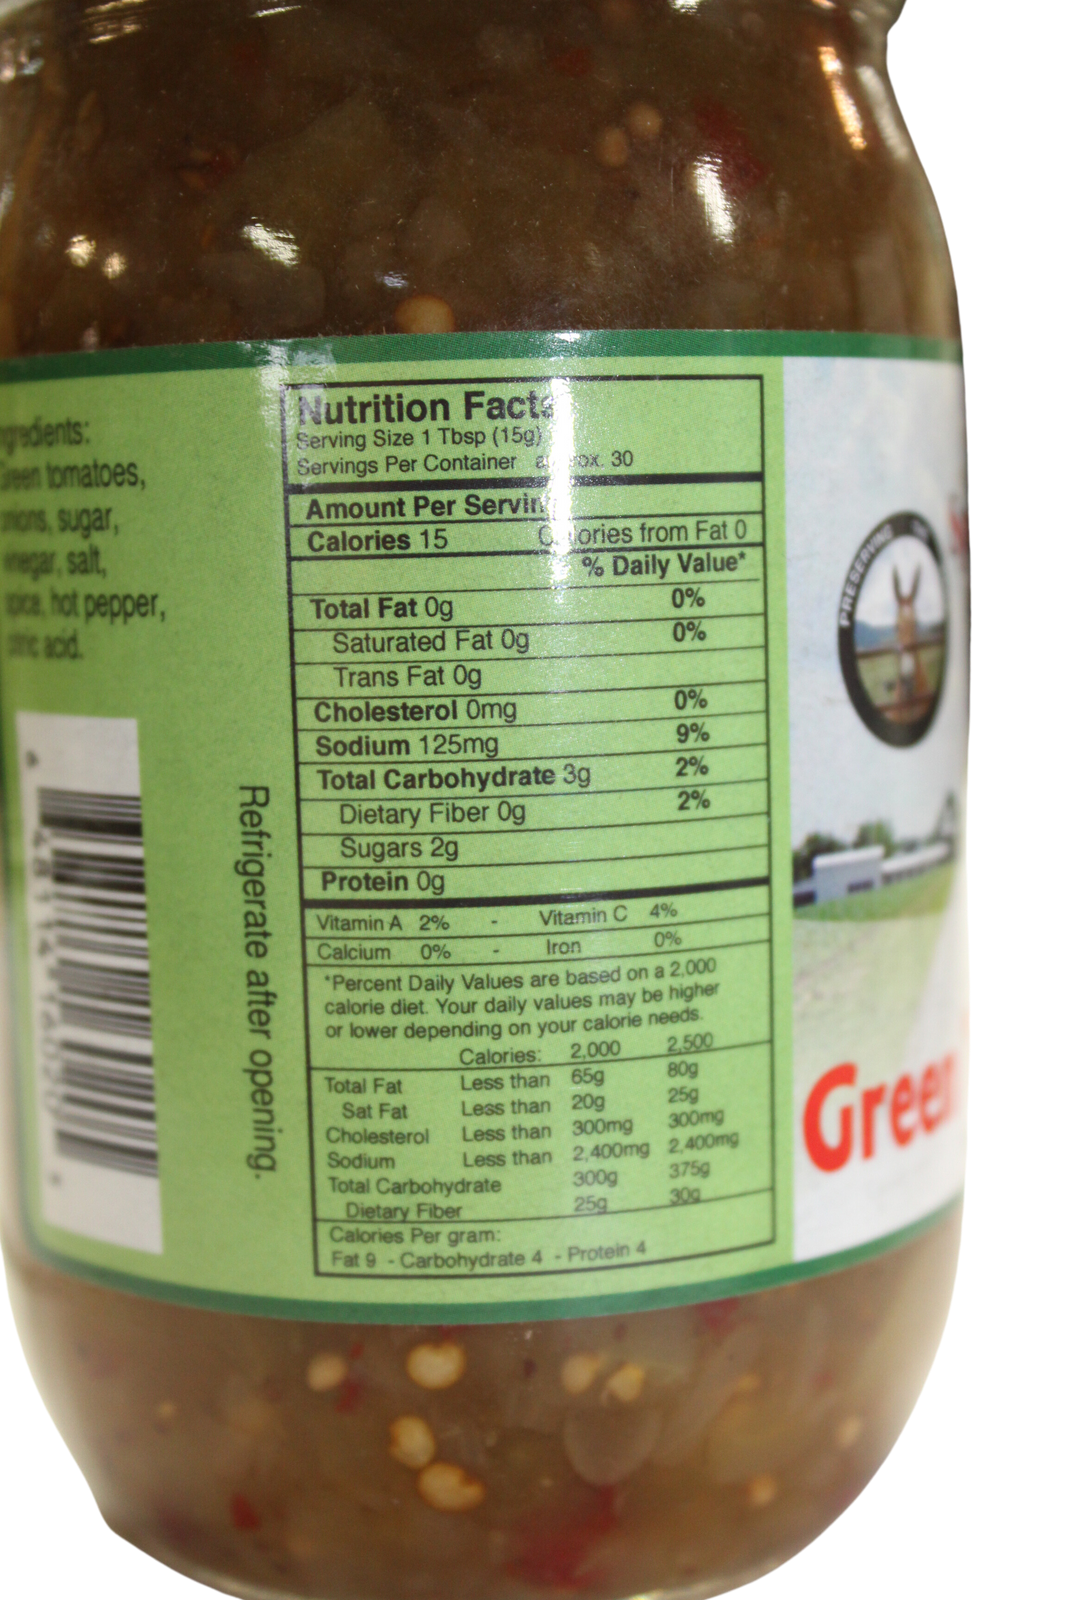 Ingredients:
Green tomatoes,
onions, sugar,
vinegar, salt,
spice, hot pepper,
citric acid.
Refrigerate after opening.
Nutrition Facts
Serving Size 1 Tbsp (15g)
Servings Per Container approx. 30
Amount Per Serving
Calories 15 Calories from Fat 0
% Daily Value*
Total Fat 0g 0%
Saturated Fat 0g 0%
Trans Fat 0g
Cholesterol 0mg 0%
Sodium 125mg 9%
Total Carbohydrate 3g 2%
Dietary Fiber 0g 2%
Sugars 2g
Protein 0g
Vitamin A 2% - Vitamin C 4%
Calcium 0% - Iron 0%
*Percent Daily Values are based on a 2,000
calorie diet. Your daily values may be higher
or lower depending on your calorie needs.
Calories: 2,000 2,500
Total Fat Less than 65g 80g
Sat Fat Less than 20g 25g
Cholesterol Less than 300mg 300mg
Sodium Less than 2,400mg 2,400mg
Total Carbohydrate 300g 375g
Dietary Fiber 25g 30g
Calories Per gram:
Fat 9 - Carbohydrate 4 - Protein 4
PRESERVING
Green